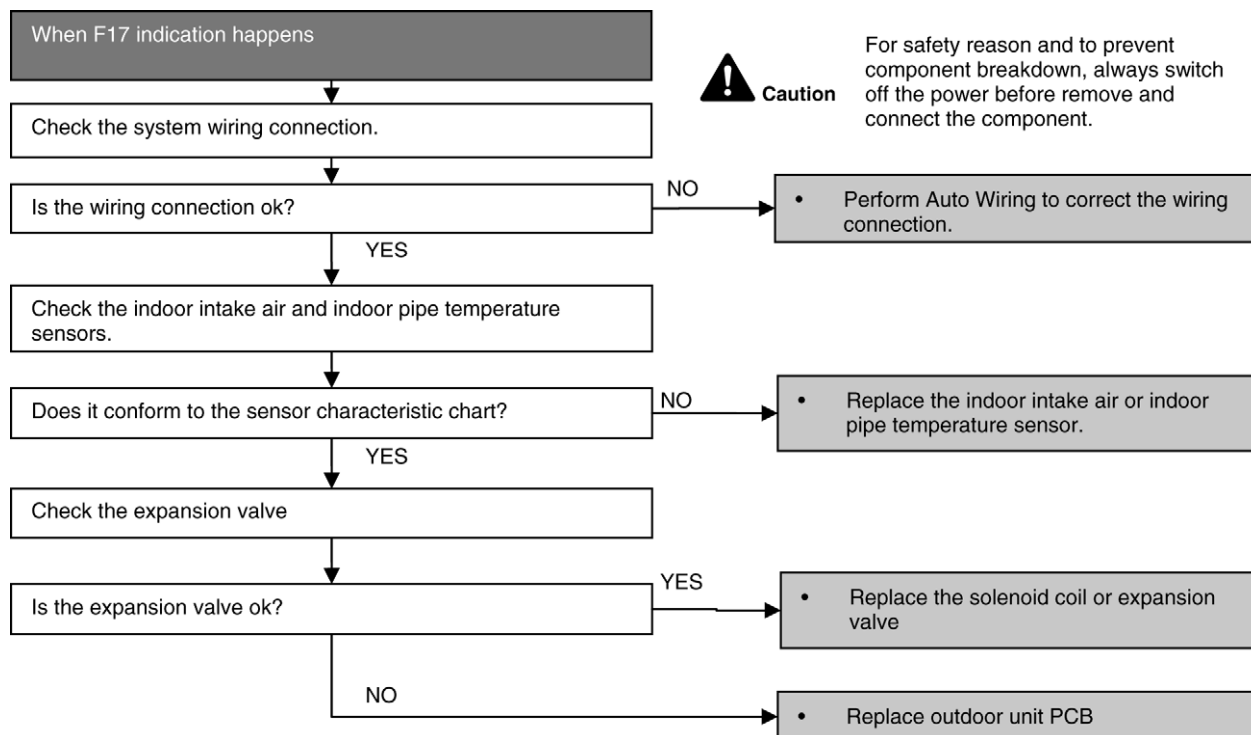 When F17 indication happens
For safety reason and to prevent
component breakdown, always switch
off the power before remove and
connect the component.
Caution
Check the system wiring connection.
Is the wiring connection ok?
NO
• Perform Auto Wiring to correct the wiring
connection.
YES
Check the indoor intake air and indoor pipe temperature
sensors.
Does it conform to the sensor characteristic chart?
NO
• Replace the indoor intake air or indoor
pipe temperature sensor.
YES
Check the expansion valve
Is the expansion valve ok?
YES
• Replace the solenoid coil or expansion
valve
NO
• Replace outdoor unit PCB